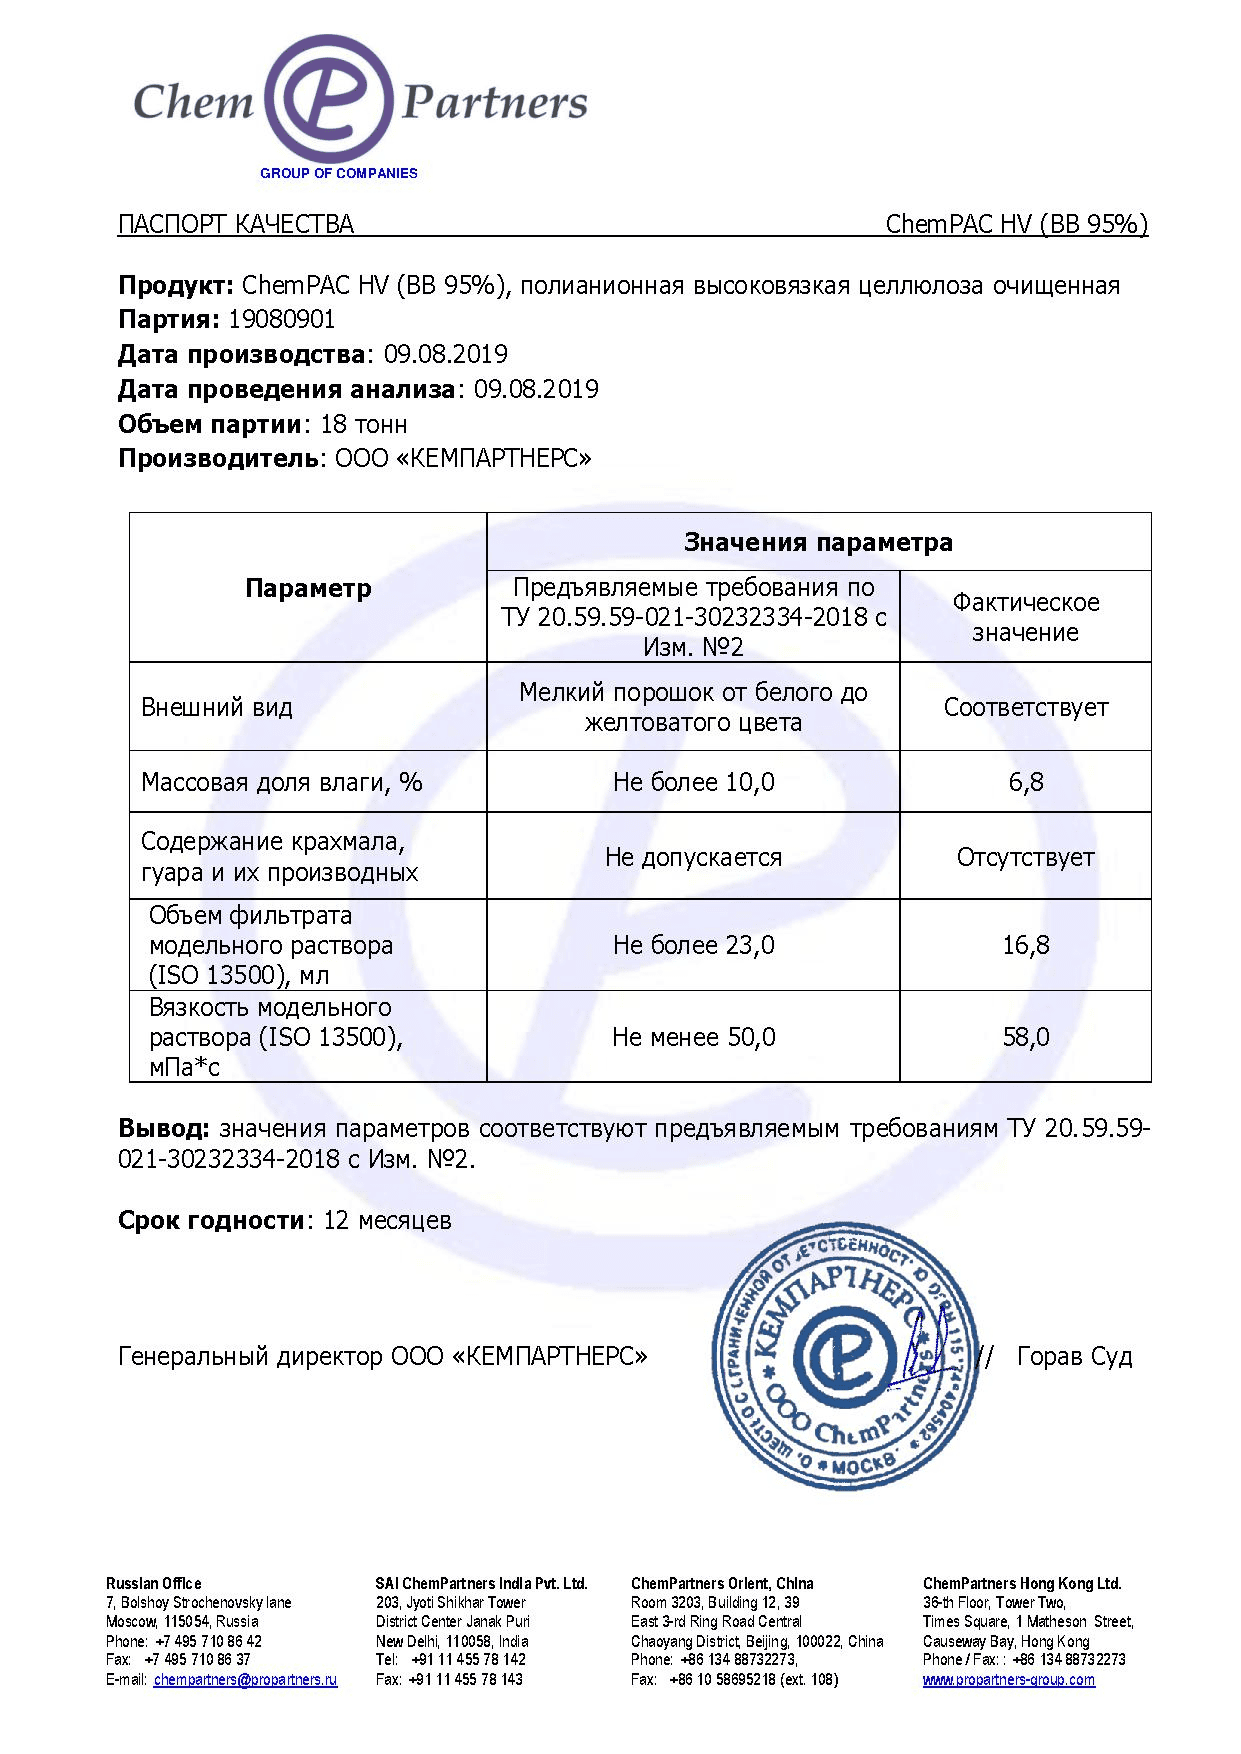 Chem Partners
GROUP OF COMPANIES
ПАСПОРТ КАЧЕСТВА ChemPAC HV (ВВ 95%)
Продукт: ChemPAC HV (ВВ 95%), полианионная высоковязкая целлюлоза очищенная
Партия: 19080901
Дата производства: 09.08.2019
Дата проведения анализа: 09.08.2019
Объем партии: 18 тонн
Производитель: ООО «КЕМПАРТНЕРС»
Параметр
Значения параметра
Предъявляемые требования по
ТУ 20.59.59-021-30232334-2018 с
Изм. №2
Фактическое
значение
Внешний вид
Мелкий порошок от белого до
желтоватого цвета
Соответствует
Массовая доля влаги, %
Не более 10,0
6,8
Содержание крахмала,
гуара и их производных
Не допускается
Отсутствует
Объем фильтрата
модельного раствора
(ISO 13500), мл
Не более 23,0
16,8
Вязкость модельного
раствора (ISO 13500),
мПа*с
Не менее 50,0
58,0
Вывод: значения параметров соответствуют предъявляемым требованиям ТУ 20.59.59-
021-30232334-2018 с Изм. №2.
Срок годности: 12 месяцев
Генеральный директор ООО «КЕМПАРТНЕРС» // Горав Суд
КЕМПАРТНЕРС
ООО ChemPartners
Russian Office
7, Bolshoy Strochenovsky lane
Moscow, 115054, Russia
Phone: +7 495 710 86 42
Fax: +7 495 710 86 37
E-mail: chempartners@propartners.ru
SAI ChemPartners India Pvt. Ltd.
203, Jyoti Shikhar Tower
District Center Janak Puri
New Delhi, 110058, India
Tel: +91 11 455 78 142
Fax: +91 11 455 78 143
ChemPartners Orient, China
Room 3203, Building 12, 39
East 3-rd Ring Road Central
Chaoyang District, Beijing, 100022, China
Phone: +86 134 88732273,
Fax: +86 10 58695218 (ext. 108)
ChemPartners Hong Kong Ltd.
36-th Floor, Tower Two,
Times Square, 1 Matheson Street,
Causeway Bay, Hong Kong
Phone / Fax: : +86 134 88732273
www.propartners-group.com